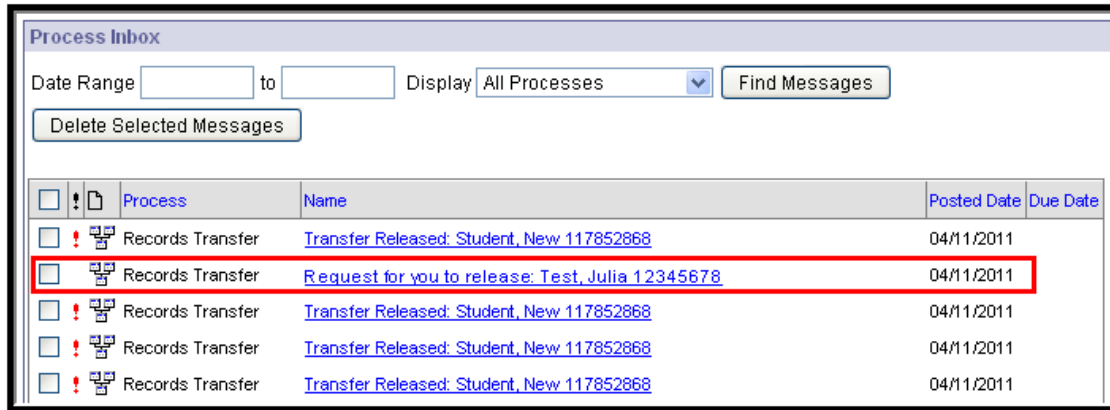 Process Inbox
Date Range to Display All Processes Find Messages
Delete Selected Messages
! Process Name Posted Date Due Date
! Records Transfer Transfer Released: Student, New 117852868 04/11/2011
Records Transfer Request for you to release: Test, Julia 12345678 04/11/2011
! Records Transfer Transfer Released: Student, New 117852868 04/11/2011
! Records Transfer Transfer Released: Student, New 117852868 04/11/2011
! Records Transfer Transfer Released: Student, New 117852868 04/11/2011